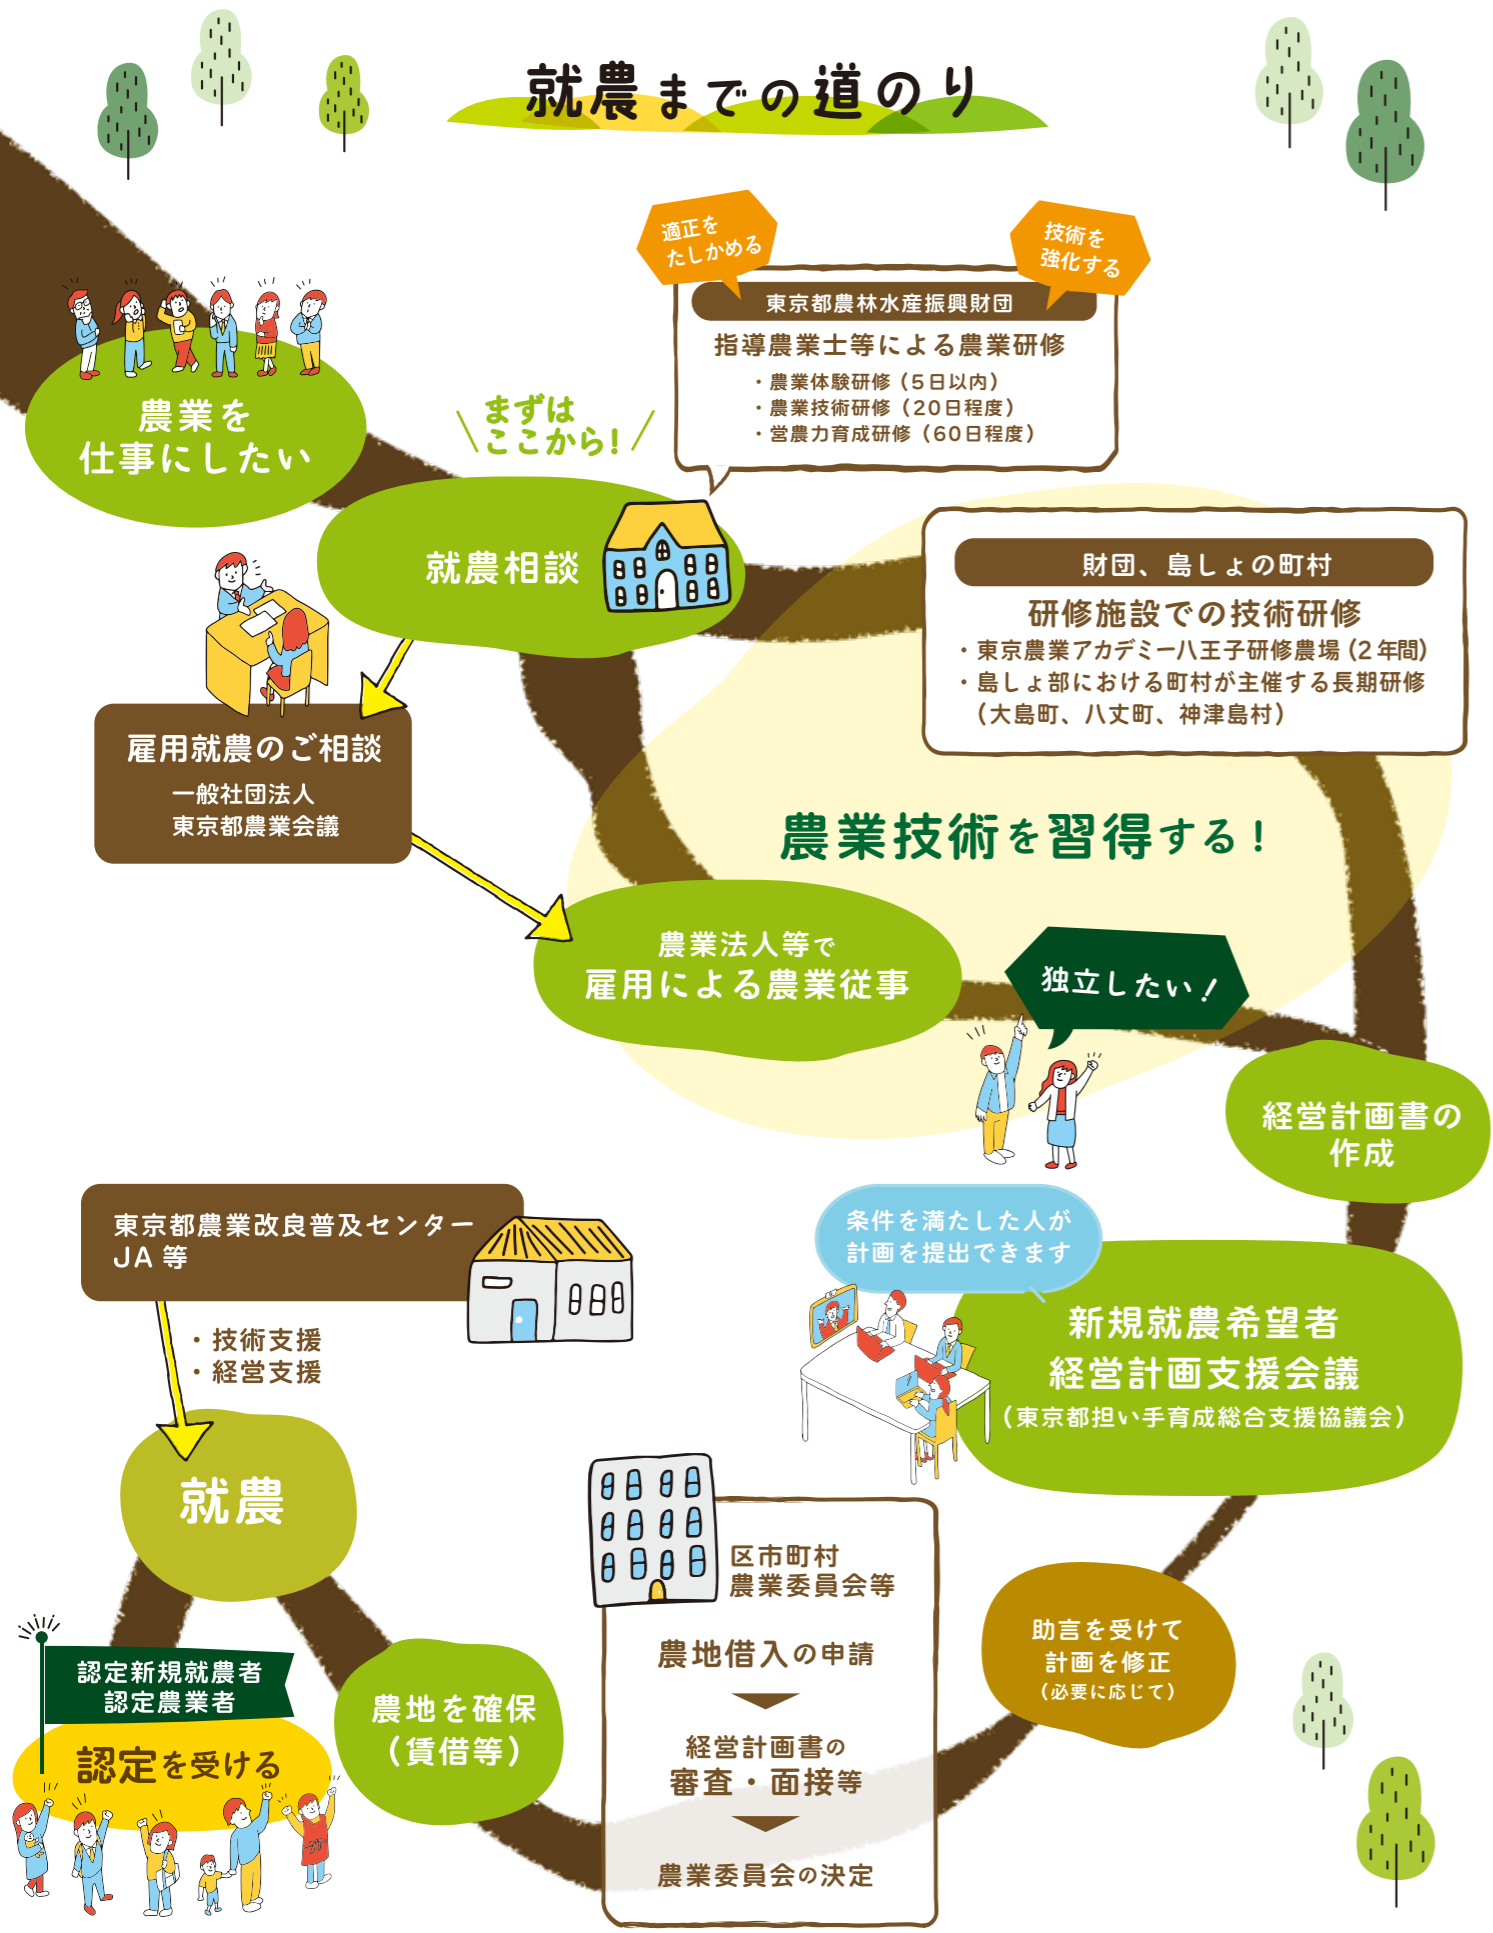 就農までの道のり
適正を
たしかめる
技術を
強化する
東京都農林水産振興財団
指導農業士等による農業研修
・農業体験研修（5日以内）
・農業技術研修（20日程度）
・営農力育成研修（60日程度）
農業を
仕事にしたい
まずは
ここから！
就農相談
財団、島しょの町村
研修施設での技術研修
・東京農業アカデミー八王子研修農場（2年間）
・島しょ部における町村が主催する長期研修
（大島町、八丈町、神津島村）
雇用就農のご相談
一般社団法人
東京都農業会議
農業技術を習得する！
農業法人等で
雇用による農業従事
独立したい！
経営計画書の
作成
東京都農業改良普及センター
JA 等
・技術支援
・経営支援
条件を満たした人が
計画を提出できます
新規就農希望者
経営計画支援会議
（東京都担い手育成総合支援協議会）
就農
区市町村
農業委員会等
農地借入の申請
経営計画書の
審査・面接等
農業委員会の決定
助言を受けて
計画を修正
（必要に応じて）
農地を確保
（賃借等）
認定新規就農者
認定農業者
認定を受ける